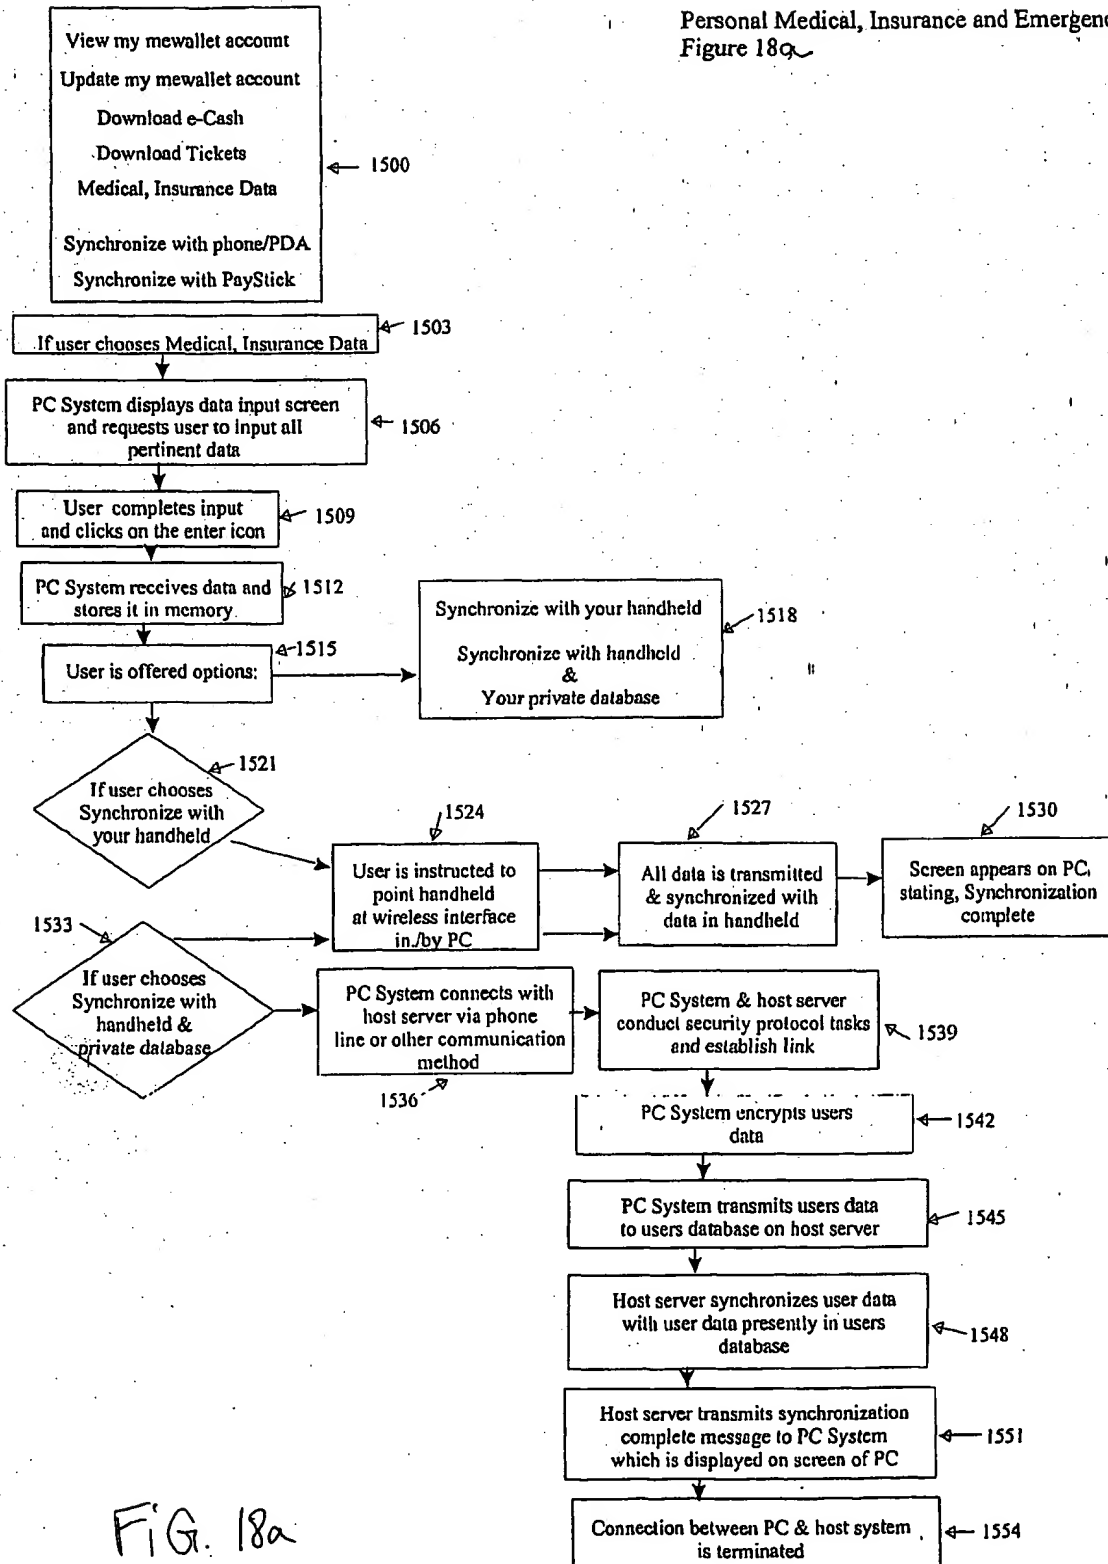 Personal Medical, Insurance and Emergenc
Figure 18a
View my mewallet account
Update my mewallet account
Download e-Cash
Download Tickets
Medical, Insurance Data
Synchronize with phone/PDA
Synchronize with PayStick
1500
If user chooses Medical, Insurance Data
1503
PC System displays data input screen
and requests user to input all
pertinent data
1506
User completes input
and clicks on the enter icon
1509
PC System receives data and
stores it in memory
1512
User is offered options:
1515
Synchronize with your handheld
Synchronize with handheld
&
Your private database
1518
If user chooses
Synchronize with
your handheld
1521
User is instructed to
point handheld
at wireless interface
in./by PC
1524
All data is transmitted
& synchronized with
data in handheld
1527
Screen appears on PC,
stating, Synchronization
complete
1530
If user chooses
Synchronize with
handheld &
private database
1533
PC System connects with
host server via phone
line or other communication
method
1536
PC System & host server
conduct security protocol tasks
and establish link
1539
PC System encrypts users
data
1542
PC System transmits users data
to users database on host server
1545
Host server synchronizes user data
with user data presently in users
database
1548
Host server transmits synchronization
complete message to PC System
which is displayed on screen of PC
1551
Connection between PC & host system
is terminated
1554
FiG. 18a